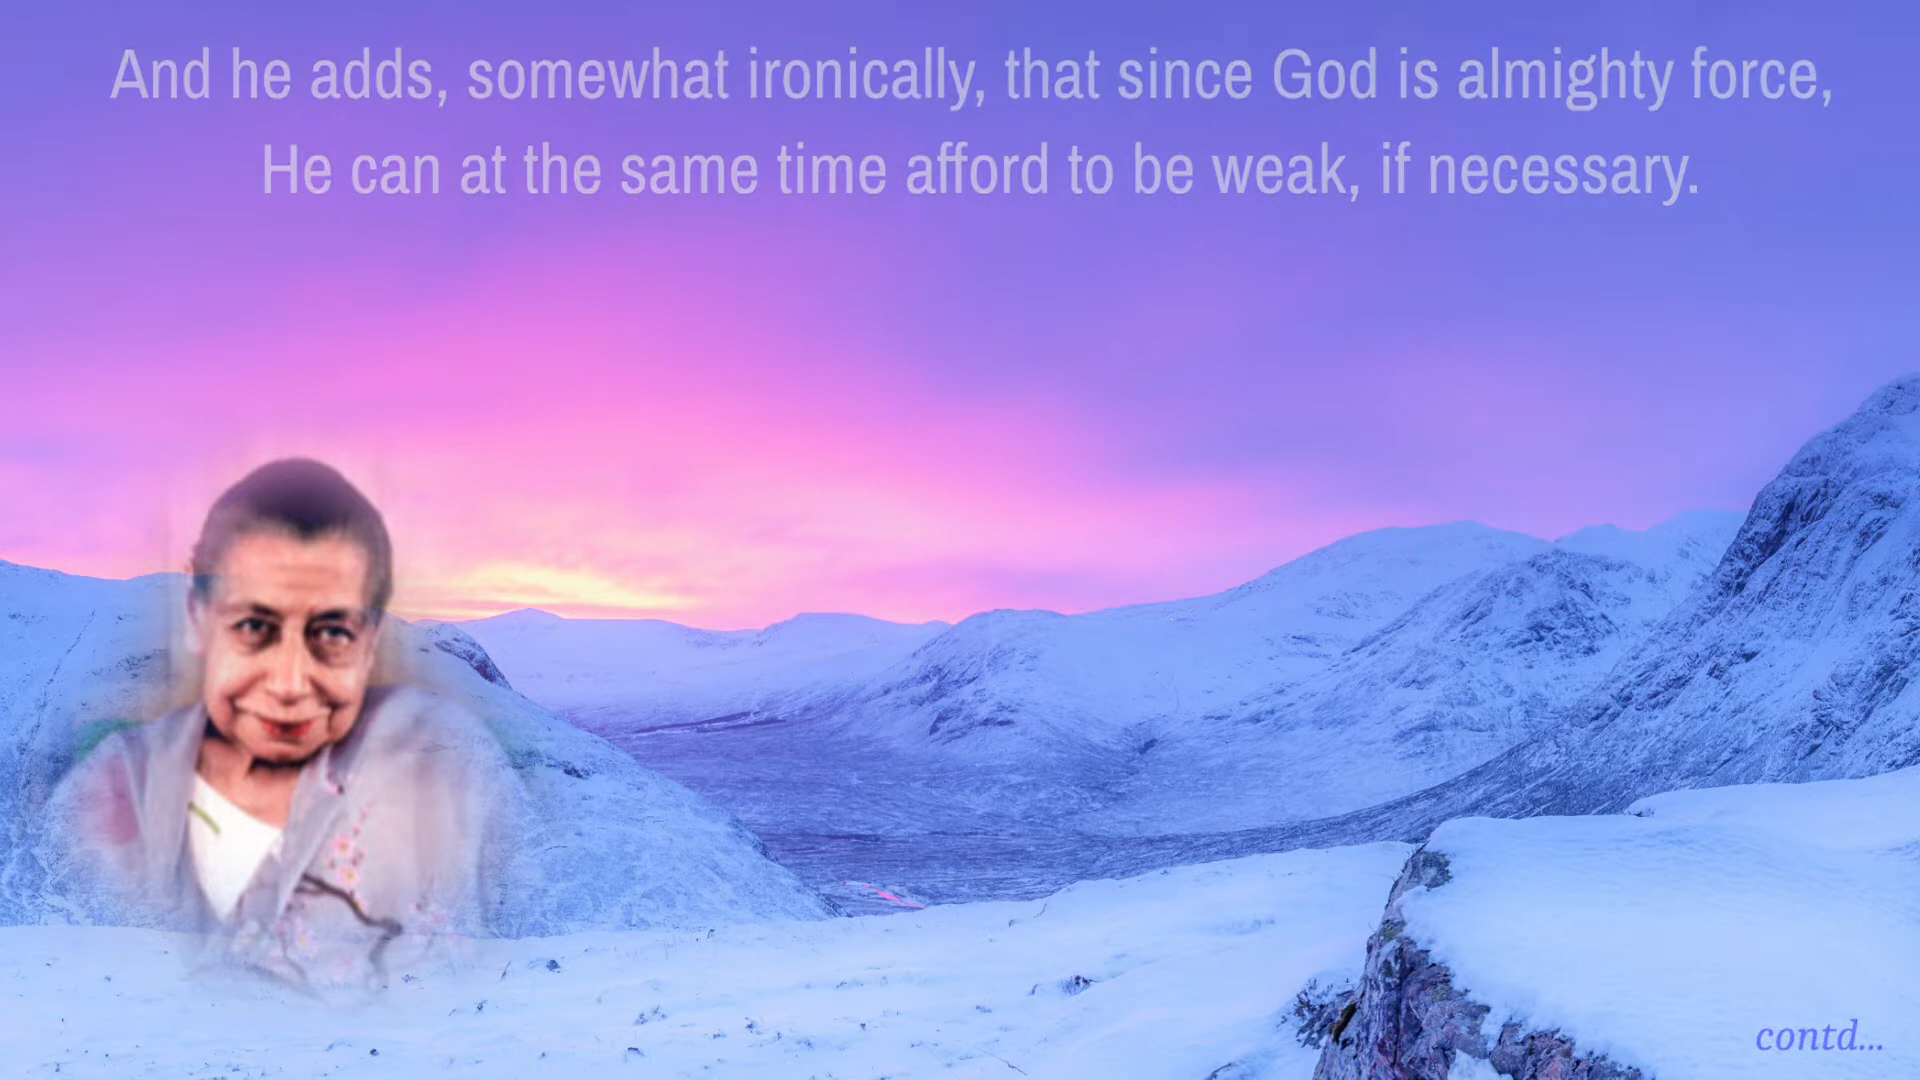 And he adds, somewhat ironically, that since God is almighty force,
He can at the same time afford to be weak, if necessary.
contd...